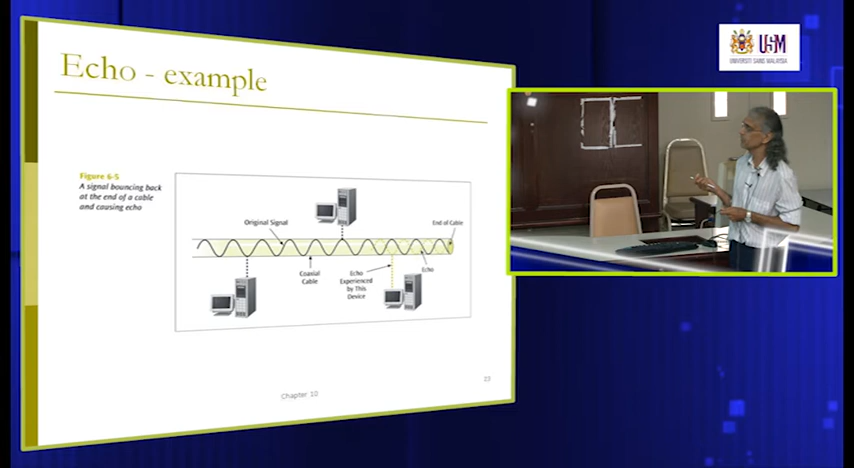 Echo - example
Figure 6-5
A signal bouncing back
at the end of a cable
and causing echo
Original Signal
End of Cable
Coaxial
Cable
Echo
Experienced
by This
Device
Echo
Chapter 10
23
USM
UNIVERSITI SAINS MALAYSIA